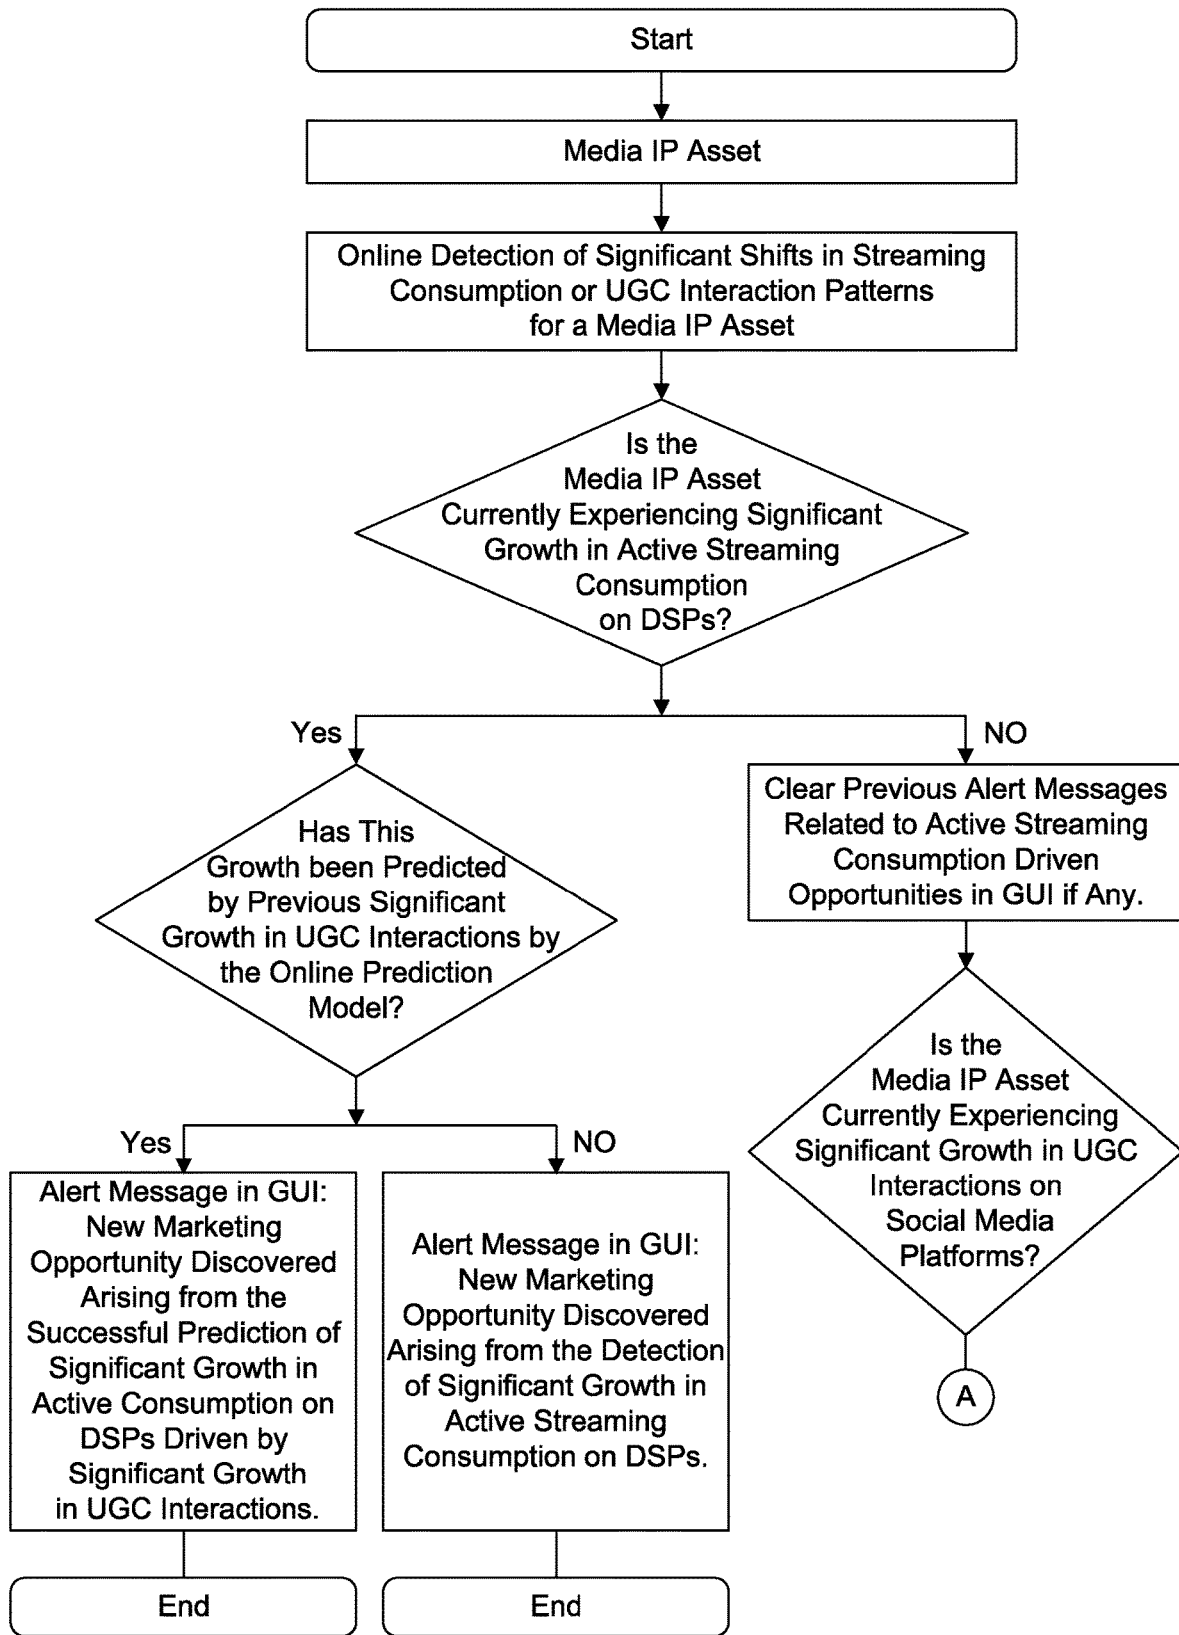 Start
Media IP Asset
Online Detection of Significant Shifts in Streaming
Consumption or UGC Interaction Patterns
for a Media IP Asset
Is the
Media IP Asset
Currently Experiencing Significant
Growth in Active Streaming
Consumption
on DSPs?
Yes
NO
Has This
Growth been Predicted
by Previous Significant
Growth in UGC Interactions by
the Online Prediction
Model?
Clear Previous Alert Messages
Related to Active Streaming
Consumption Driven
Opportunities in GUI if Any.
Is the
Media IP Asset
Currently Experiencing
Significant Growth in UGC
Interactions on
Social Media
Platforms?
Yes
NO
Alert Message in GUI:
New Marketing
Opportunity Discovered
Arising from the
Successful Prediction of
Significant Growth in
Active Consumption on
DSPs Driven by
Significant Growth
in UGC Interactions.
Alert Message in GUI:
New Marketing
Opportunity Discovered
Arising from the Detection
of Significant Growth in
Active Streaming
Consumption on DSPs.
A
End
End